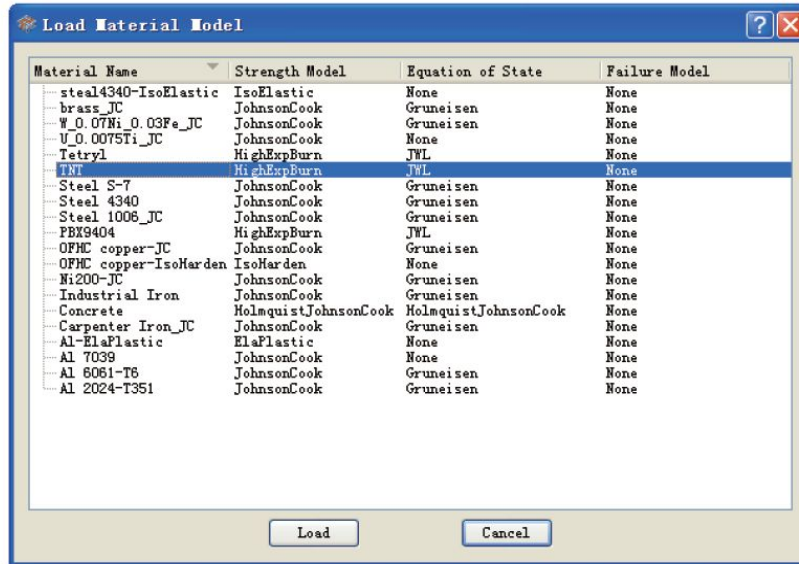 Load Material Model
Material Name Strength Model Equation of State Failure Model
steal4340-IsoElastic IsoElastic None None
brass_JC JohnsonCook Gruneisen None
W_0.07Ni_0.03Fe_JC JohnsonCook Gruneisen None
U_0.0075Ti_JC JohnsonCook None None
Tetryl HighExpBurn JWL None
TNT HighExpBurn JWL None
Steel S-7 JohnsonCook Gruneisen None
Steel 4340 JohnsonCook Gruneisen None
Steel 1006_JC JohnsonCook Gruneisen None
PBX9404 HighExpBurn JWL None
OFHC copper-JC JohnsonCook Gruneisen None
OFHC copper-IsoHarden IsoHarden None None
Ni200-JC JohnsonCook Gruneisen None
Industrial Iron JohnsonCook Gruneisen None
Concrete HolmquistJohnsonCook HolmquistJohnsonCook None
Carpenter Iron_JC JohnsonCook Gruneisen None
Al-ElaPlastic ElaPlastic None None
Al 7039 JohnsonCook None None
Al 6061-T6 JohnsonCook Gruneisen None
Al 2024-T351 JohnsonCook Gruneisen None
Load Cancel